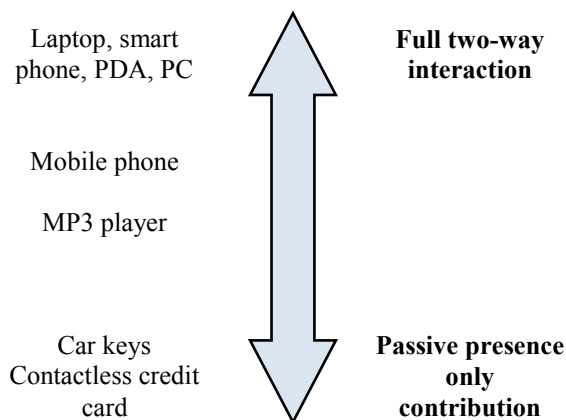 Laptop, smart
phone, PDA, PC
Full two-way
interaction
Mobile phone
MP3 player
Car keys
Contactless credit
card
Passive presence
only
contribution